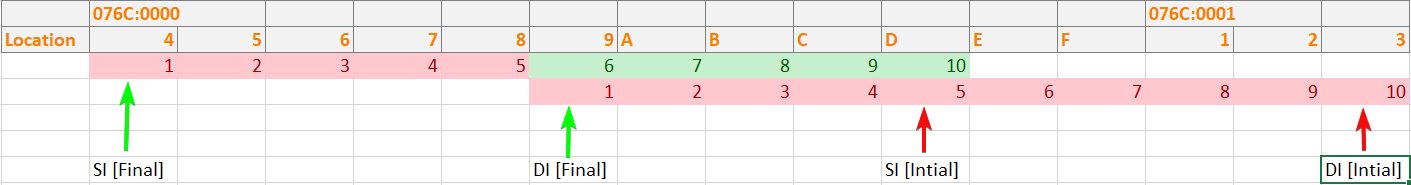 076C:0000 076C:0001
Location 4 5 6 7 8 9 A B C D E F 1 2 3
1 2 3 4 5 6 7 8 9 10
1 2 3 4 5 6 7 8 9 10
SI [Final] DI [Final] SI [Intial] DI [Intial]